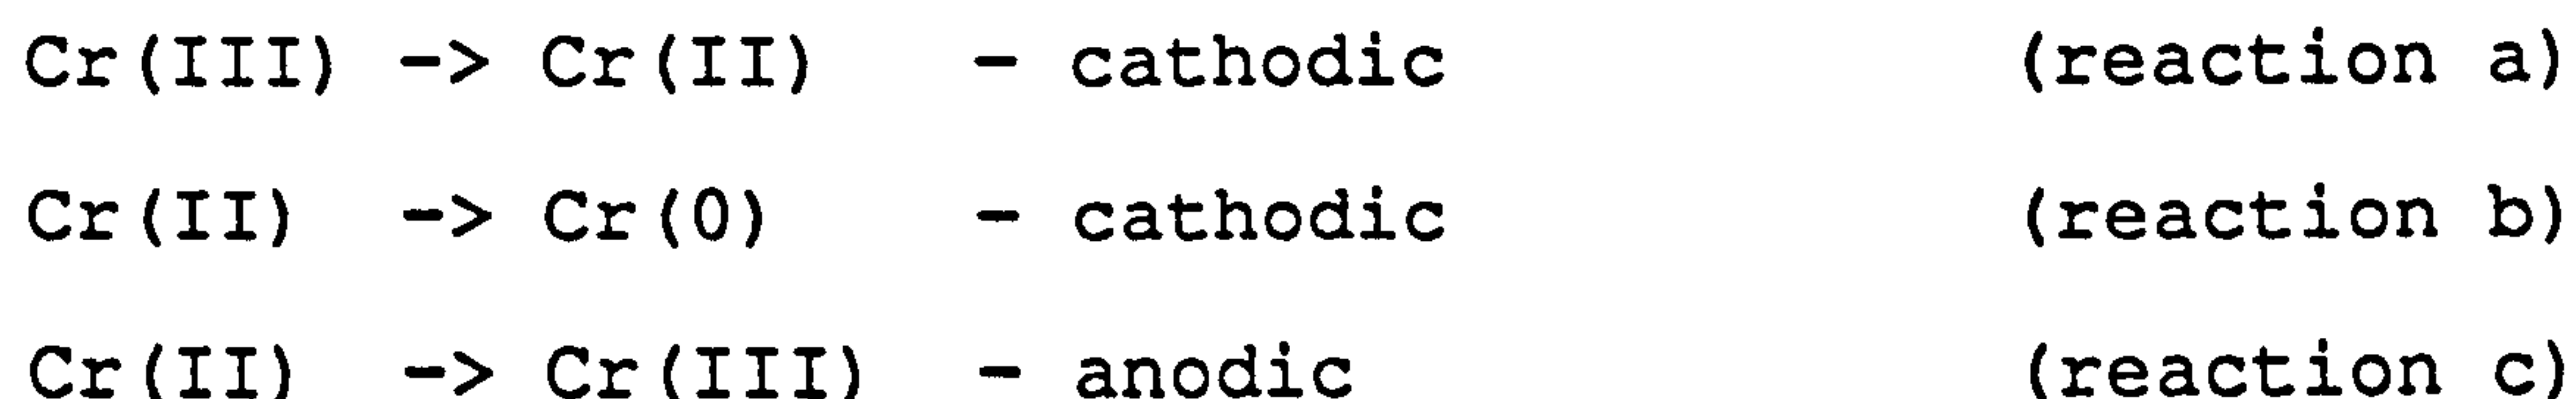 Cr(III) -> Cr(II) - cathodic (reaction a)
Cr(II) -> Cr(0) - cathodic (reaction b)
Cr(II) -> Cr(III) - anodic (reaction c)